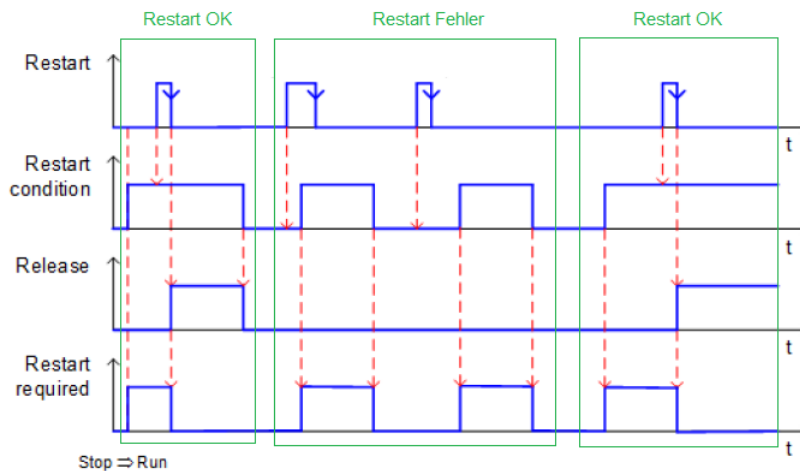 Restart OK
Restart Fehler
Restart OK
Restart
t
Restart
condition
t
Release
t
Restart
required
t
Stop ⇒ Run